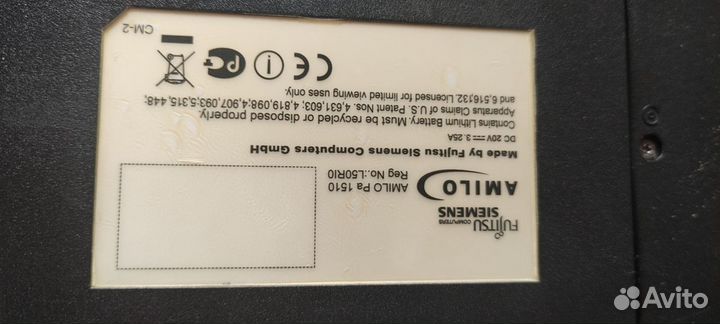 FUJITSU
COMPUTERS
SIEMENS
AMILO
AMILO Pa 1510
Reg No.:L50RI0
Made by Fujitsu Siemens Computers GmbH
DC 20V ⎓ 3.25A
Contains Lithium Battery. Must be recycled or disposed properly.
Apparatus Claims of U.S. Patent Nos. 4,631,603; 4,819,098;4,907,093;5,315,448;
and 6,516,132. Licensed for limited viewing uses only.
CE
PC
CM-2
Avito